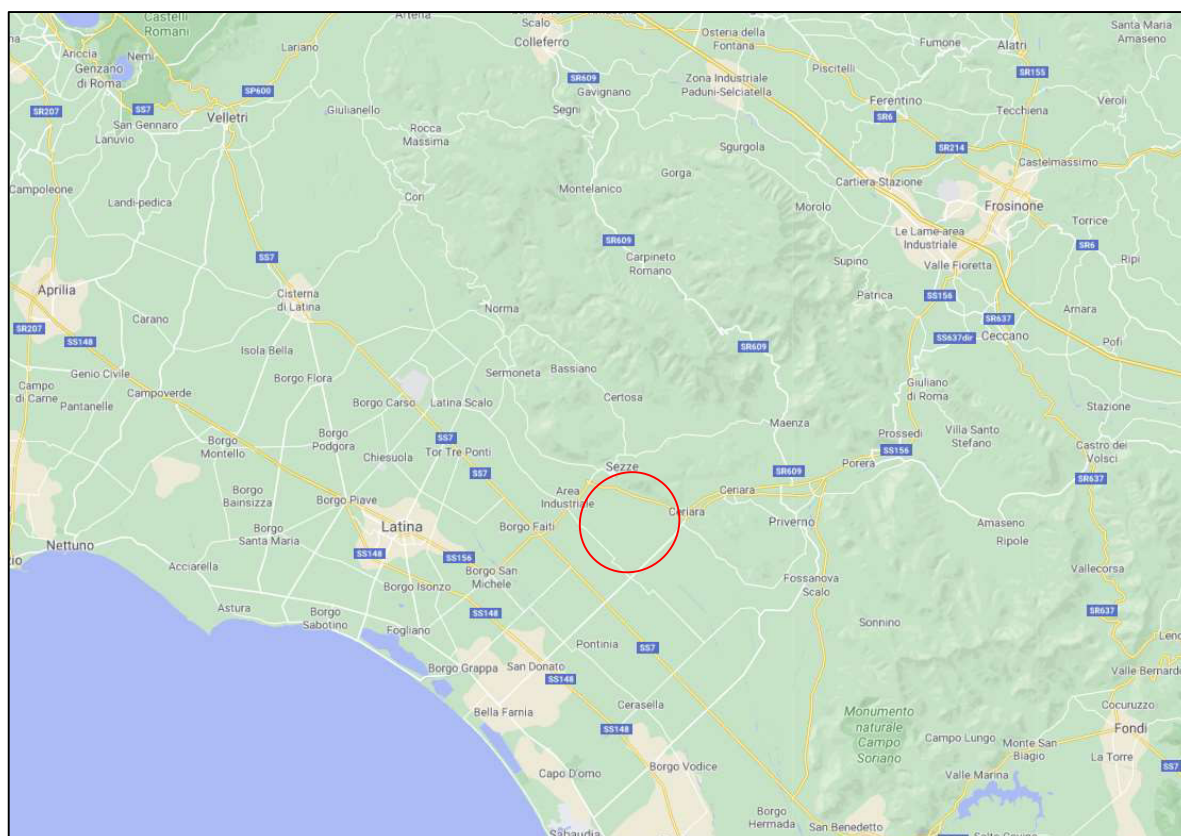 Castelli
Romani
Artena
Colleferro
Scalo
Osteria della
Fontana
Fumone
Alatri
Santa Maria
Amaseno
Ariccia
Nemi
Genzano
di Roma
Lariano
SR609
Gavignano
Zona Industriale
Paduni-Selciatella
Piscitelli
SR155
SR207
SS7
SP600
Velletri
Giulianello
Segni
Ferentino
SR6
Tecchiena
Veroli
San Gennaro
Lanuvio
Rocca
Massima
Sgurgola
SR214
Castelmassimo
Campoleone
Landi-pedica
Cori
Montelanico
Gorga
Cartiera-Stazione
Morolo
Frosinone
Torrice
SR609
Le Lame-area
Industriale
SR6
SS7
Carpineto
Romano
Supino
Valle Fioretta
Ripi
Aprilia
Cisterna
di Latina
Norma
Patrica
SS156
Arnara
SR207
SS148
Carano
SR637
SS637dir
Ceccano
Pofi
Isola Bella
SR609
Genio Civile
Campo
di Carne
Pantanelle
Campoverde
Borgo Flora
Sermoneta
Bassiano
Giuliano
di Roma
Borgo Carso
Latina Scalo
Certosa
Stazione
Borgo
Montello
Borgo
Podgora
Chiesuola
SS7
Tor Tre Ponti
Maenza
Prossedi
Villa Santo
Stefano
Castro dei
Volsci
SS156
SS7
Sezze
SR609
Porera
SR637
Borgo
Bainsizza
Borgo Piave
Area
Industriale
Ceriara
Ceriara
Latina
Borgo Faiti
Priverno
Amaseno
Ripole
Nettuno
Borgo
Santa Maria
SS148
SS156
Acciarella
Borgo Isonzo
Borgo San
Michele
Fossanova
Scalo
Vallecorsa
Astura
Borgo
Sabotino
SS148
SR637
Fogliano
Sonnino
Pontinia
SS7
Borgo Grappa
San Donato
SS148
Valle Bernardo
Bella Farnia
Cerasella
SS148
Monumento
naturale
Campo
Soriano
Cocuruzzo
Fondi
Campo Lungo
Monte San
Biagio
La Torre
Capo D'omo
Borgo Vodice
Valle Marina
SS7
Borgo
Hermada
San Benedetto
Sabaudia